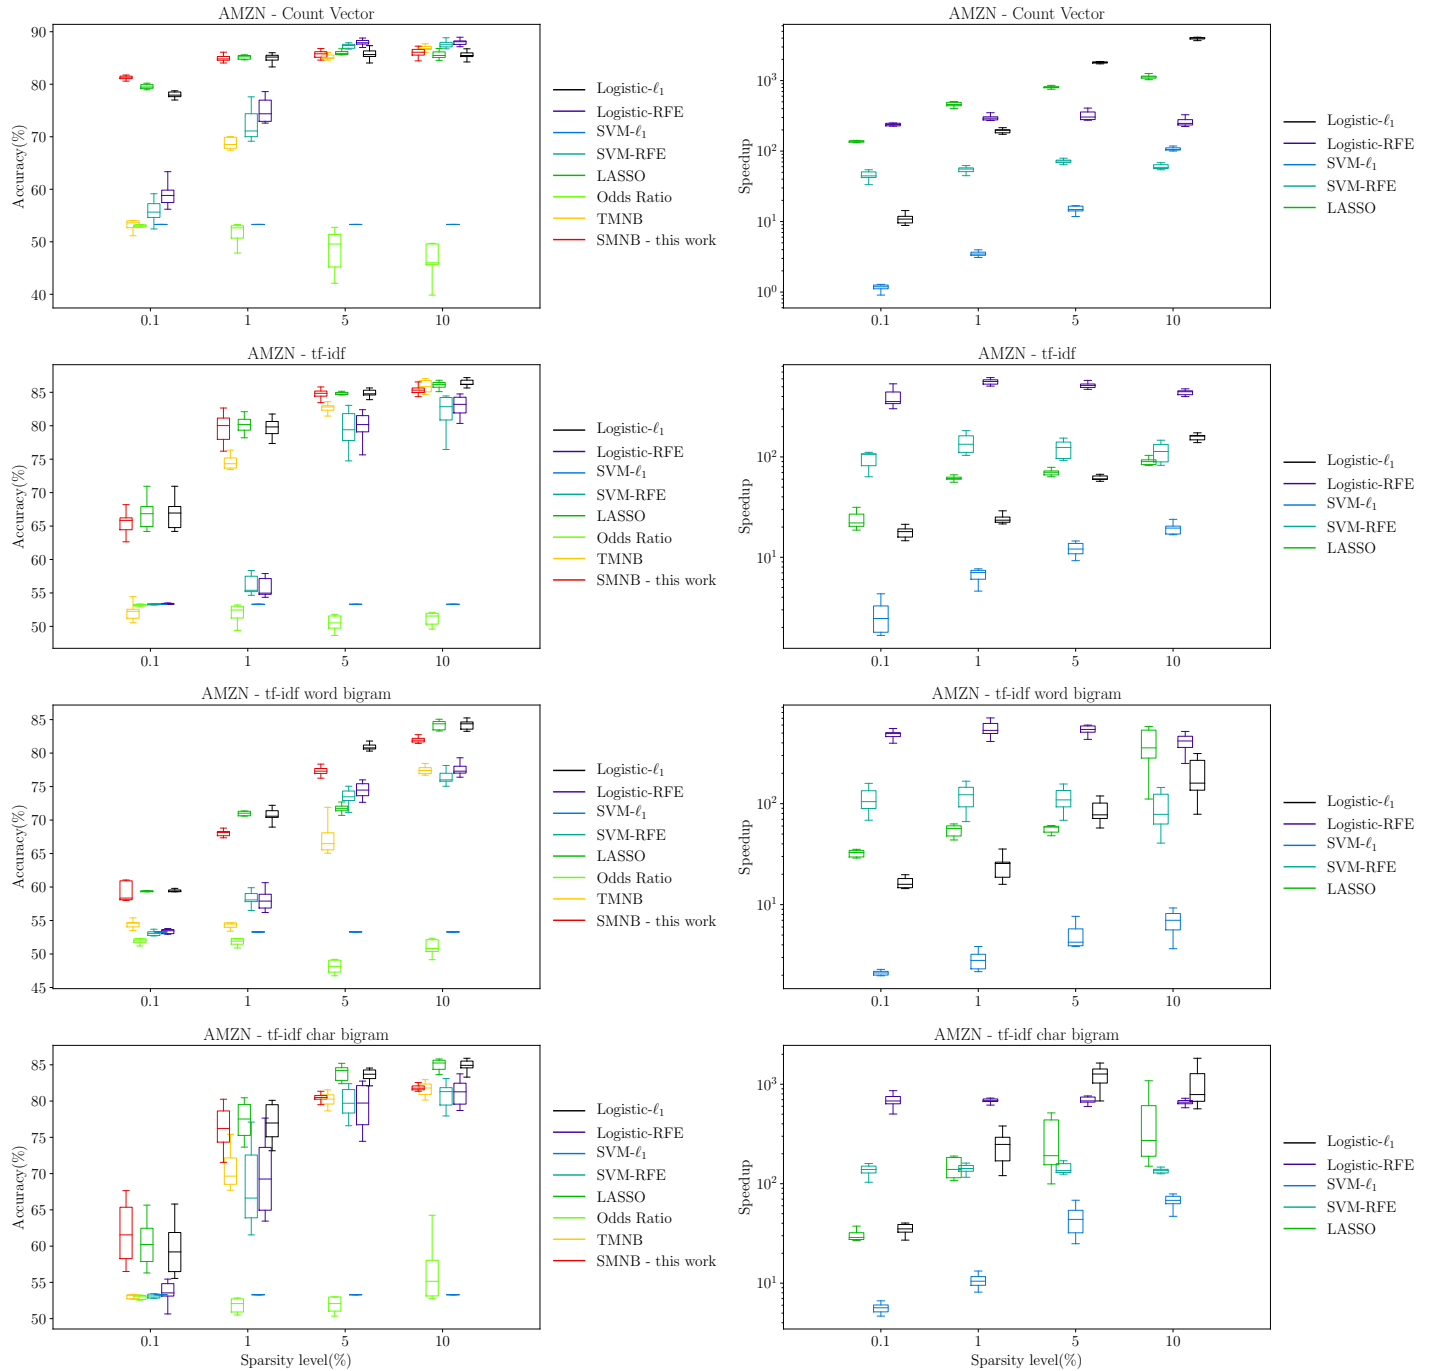 AMZN - Count Vector
Accuracy(%)
90
80
70
60
50
40
0.1
1
5
10
Logistic-ℓ₁
Logistic-RFE
SVM-ℓ₁
SVM-RFE
LASSO
Odds Ratio
TMNB
SMNB - this work
AMZN - Count Vector
Speedup
10³
10²
10¹
10⁰
0.1
1
5
10
Logistic-ℓ₁
Logistic-RFE
SVM-ℓ₁
SVM-RFE
LASSO
AMZN - tf-idf
Accuracy(%)
85
80
75
70
65
60
55
50
0.1
1
5
10
Logistic-ℓ₁
Logistic-RFE
SVM-ℓ₁
SVM-RFE
LASSO
Odds Ratio
TMNB
SMNB - this work
AMZN - tf-idf
Speedup
10²
10¹
0.1
1
5
10
Logistic-ℓ₁
Logistic-RFE
SVM-ℓ₁
SVM-RFE
LASSO
AMZN - tf-idf word bigram
Accuracy(%)
85
80
75
70
65
60
55
50
45
0.1
1
5
10
Logistic-ℓ₁
Logistic-RFE
SVM-ℓ₁
SVM-RFE
LASSO
Odds Ratio
TMNB
SMNB - this work
AMZN - tf-idf word bigram
Speedup
10²
10¹
0.1
1
5
10
Logistic-ℓ₁
Logistic-RFE
SVM-ℓ₁
SVM-RFE
LASSO
AMZN - tf-idf char bigram
Accuracy(%)
85
80
75
70
65
60
55
50
0.1
1
5
10
Sparsity level(%)
Logistic-ℓ₁
Logistic-RFE
SVM-ℓ₁
SVM-RFE
LASSO
Odds Ratio
TMNB
SMNB - this work
AMZN - tf-idf char bigram
Speedup
10³
10²
10¹
0.1
1
5
10
Sparsity level(%)
Logistic-ℓ₁
Logistic-RFE
SVM-ℓ₁
SVM-RFE
LASSO